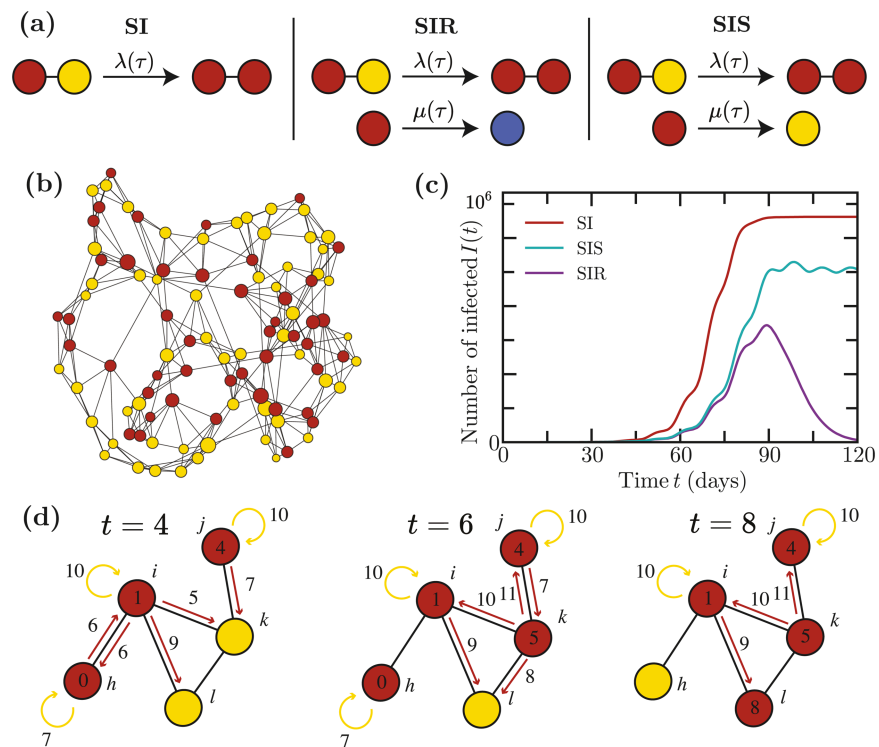 (a)
SI
SIR
SIS
λ(τ)
λ(τ)
λ(τ)
μ(τ)
μ(τ)
(b)
(c)
10⁶
Number of infected I(t)
SI
SIS
SIR
0
0
30
60
90
120
Time t (days)
(d)
t = 4
j
10
4
10
i
5
7
1
k
6
9
6
0
h
l
7
t = 6
j
10
4
10
i
10
11
7
1
5
k
9
8
0
h
l
7
t = 8
j
10
4
10
i
10
11
1
5
k
9
h
8
l